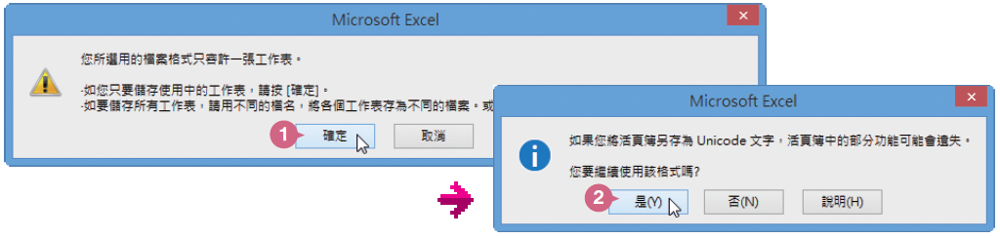 Microsoft Excel
您所選用的檔案格式只容許一張工作表。
-如您只要儲存使用中的工作表，請按 [確定]。
-如要儲存所有工作表，請用不同的檔名，將各個工作表存為不同的檔案。或
1
確定
取消
Microsoft Excel
如果您將活頁簿另存為 Unicode 文字，活頁簿中的部分功能可能會遺失。
您要繼續使用該格式嗎?
2
是(Y)
否(N)
說明(H)